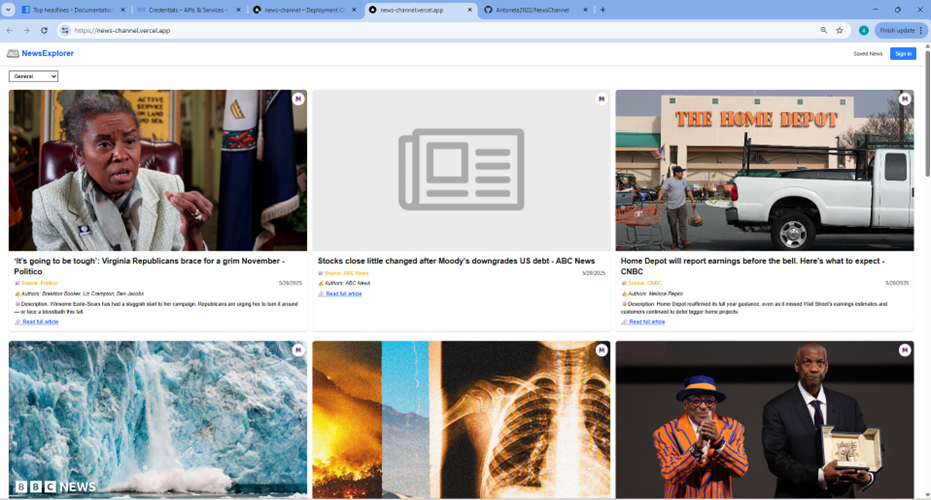 Top headlines - Documentation
Credentials – APIs & Services –
news-channel – Deployment O
news-channel.vercel.app
Antonela2022/NewsChannel
https://news-channel.vercel.app
A
Finish update
NewsExplorer
Saved News
Sign in
General
ACTIVE
M
M
THE HOME DEPOT
M
'It's going to be tough': Virginia Republicans brace for a grim November -
Politico
Source: Politico
5/20/2025
Authors: Brakkton Booker, Liz Crampton, Ben Jacobs
Description: Winsome Earle-Sears has had a sluggish start to her campaign. Republicans are urging her to turn it around
— or face a bloodbath this fall.
Read full article
Stocks close little changed after Moody's downgrades US debt - ABC News
Source: ABC News
5/20/2025
Authors: ABC News
Read full article
Home Depot will report earnings before the bell. Here's what to expect -
CNBC
Source: CNBC
5/20/2025
Authors: Melissa Repko
Description: Home Depot reaffirmed its full year guidance, even as it missed Wall Street's earnings estimates and
customers continued to defer bigger home projects.
Read full article
M
BBC NEWS
M
M